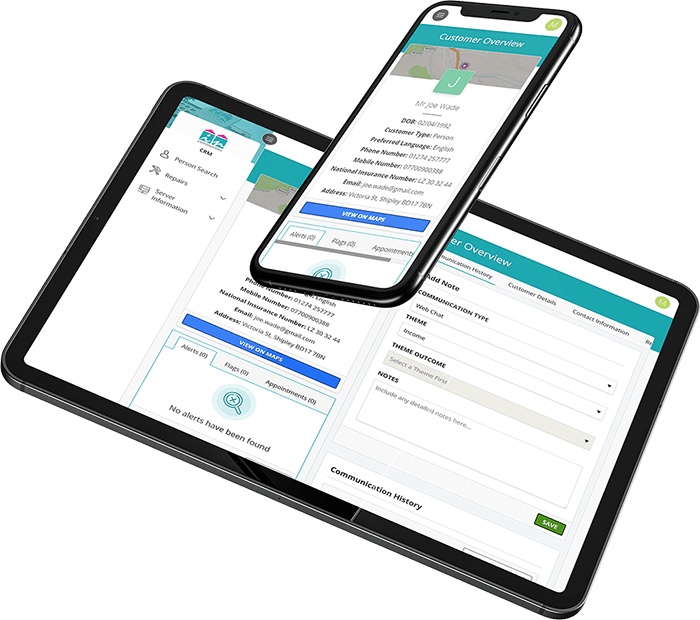 M
Customer Overview
J
Mr Joe Wade
DOB: 02/04/1992
Customer Type: Person
Preferred Language: English
Phone Number: 01274 257777
Mobile Number: 07700900388
National Insurance Number: LZ 30 32 44
Email: joe.wade@gmail.com
Address: Victoria St, Shipley BD17 7BN
VIEW ON MAPS
Alerts (0)
Flags (0)
Appointments
CRM
Person Search
Repairs
Server
Information
English
Phone Number: 01274 257777
Mobile Number: 07700900388
National Insurance Number: LZ 30 32 44
Email: joe.wade@gmail.com
Address: Victoria St, Shipley BD17 7BN
VIEW ON MAPS
Alerts (0)
Flags (0)
Appointments (0)
No alerts have been found
mer Overview
M
munication History
Customer Details
Contact Information
Re
Add Note
COMMUNICATION TYPE
Web Chat
THEME
Income
THEME OUTCOME
Select a Theme First
NOTES
Include any detailed notes here...
SAVE
Communication History